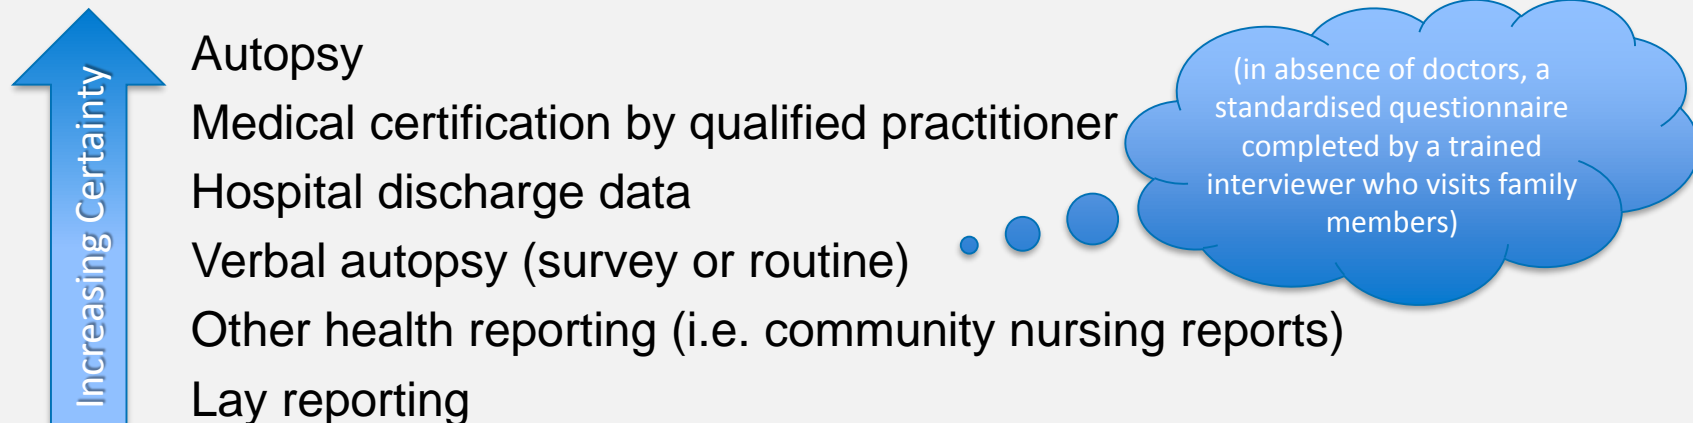 Increasing Certainty
Autopsy
Medical certification by qualified practitioner
Hospital discharge data
Verbal autopsy (survey or routine)
Other health reporting (i.e. community nursing reports)
Lay reporting
(in absence of doctors, a
standardised questionnaire
completed by a trained
interviewer who visits family
members)